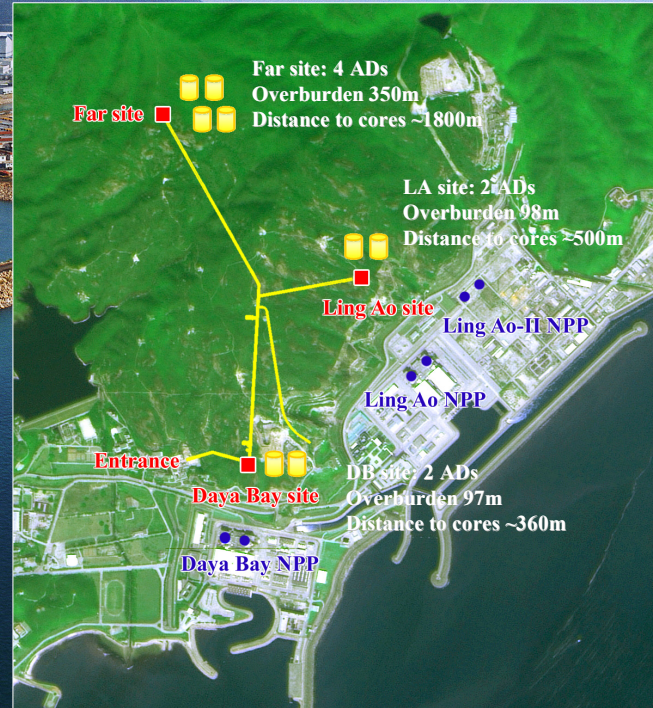 Far site: 4 ADs
Overburden 350m
Distance to cores ~1800m
Far site
LA site: 2 ADs
Overburden 98m
Distance to cores ~500m
Ling Ao site
Ling Ao-II NPP
Ling Ao NPP
Entrance
Daya Bay site
DB site: 2 ADs
Overburden 97m
Distance to cores ~360m
Daya Bay NPP